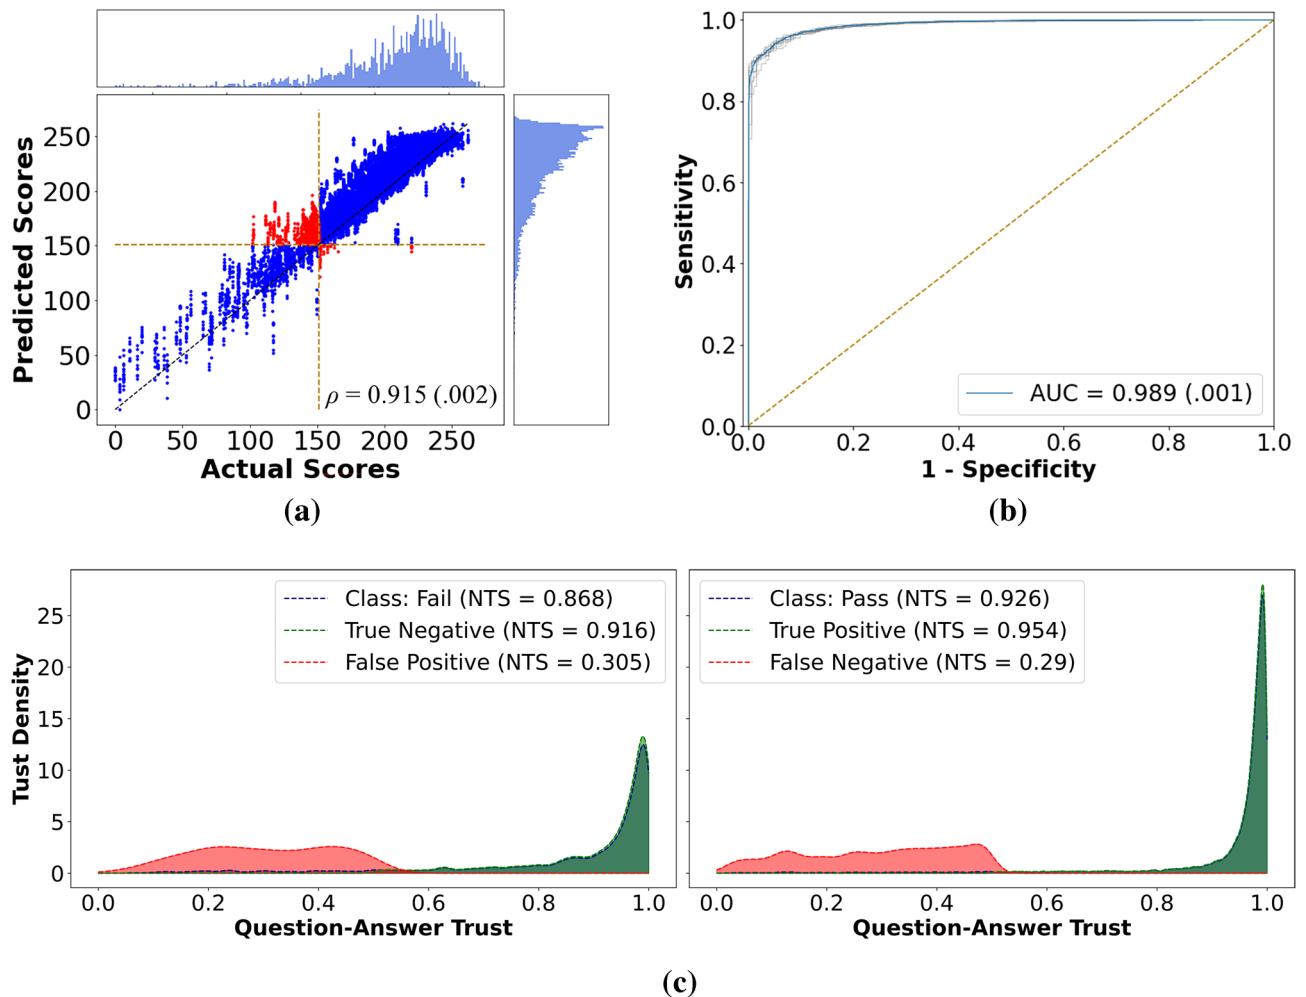 Predicted Scores
250
200
150
100
50
0
0 50 100 150 200 250
Actual Scores
ρ = 0.915 (.002)
(a)
Sensitivity
1.0
0.8
0.6
0.4
0.2
0.0
0.0 0.2 0.4 0.6 0.8 1.0
1 - Specificity
AUC = 0.989 (.001)
(b)
Tust Density
25
20
15
10
5
0
Class: Fail (NTS = 0.868)
True Negative (NTS = 0.916)
False Positive (NTS = 0.305)
0.0 0.2 0.4 0.6 0.8 1.0
Question-Answer Trust
Class: Pass (NTS = 0.926)
True Positive (NTS = 0.954)
False Negative (NTS = 0.29)
0.0 0.2 0.4 0.6 0.8 1.0
Question-Answer Trust
(c)